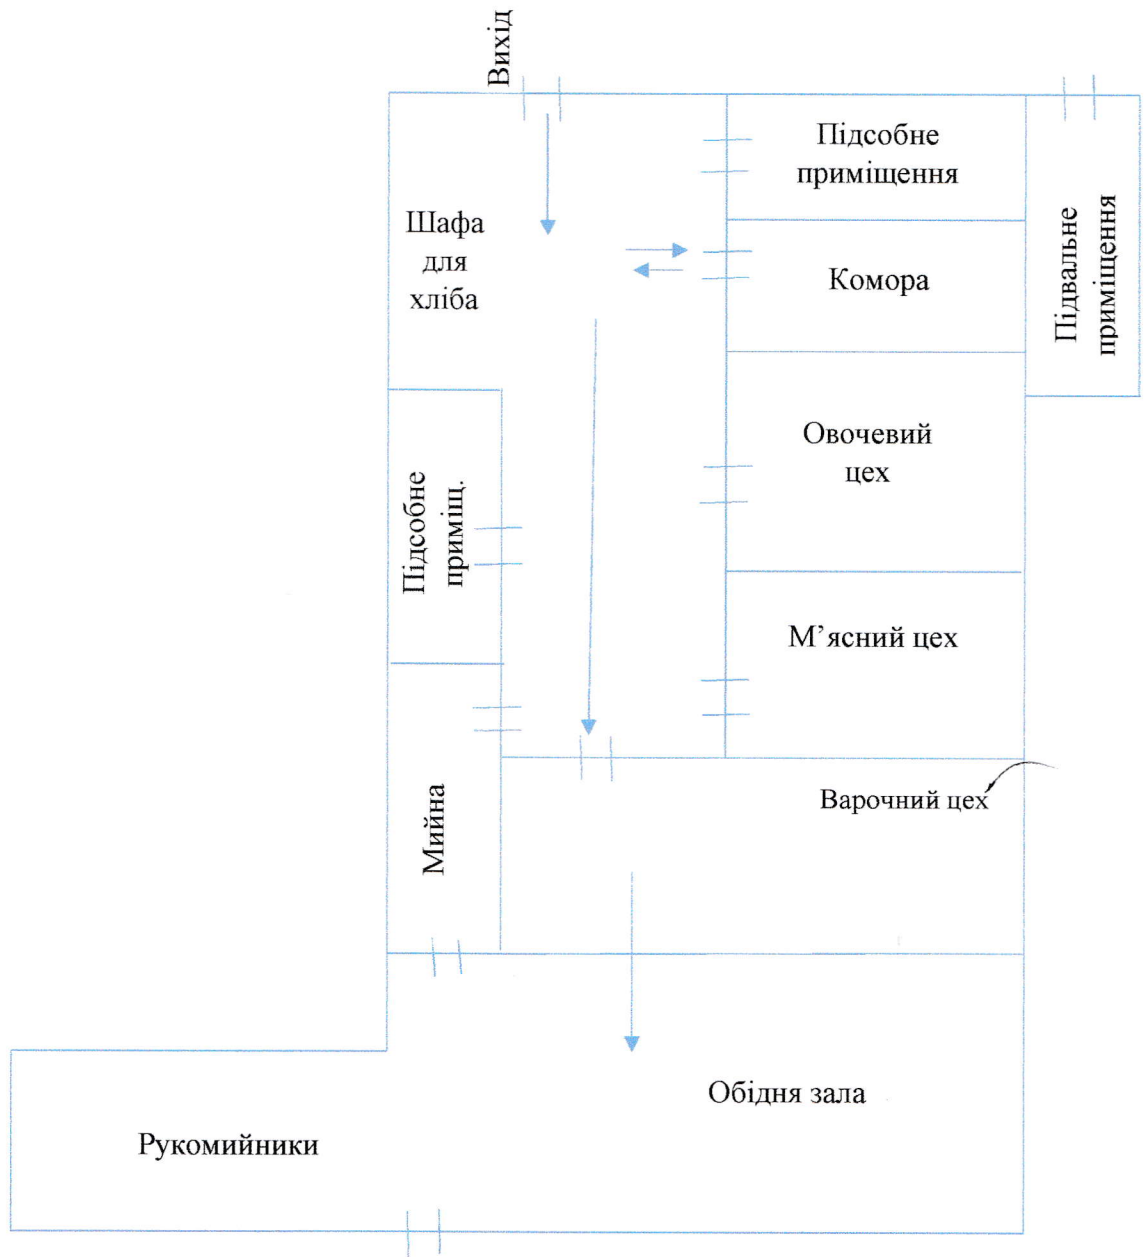 Вихід
Підсобне
приміщення
Шафа
для
хліба
Комора
Підвальне
приміщення
Овочевий
цех
Підсобне
приміщ.
М’ясний цех
Варочний цех
Мийна
Обідня зала
Рукомийники